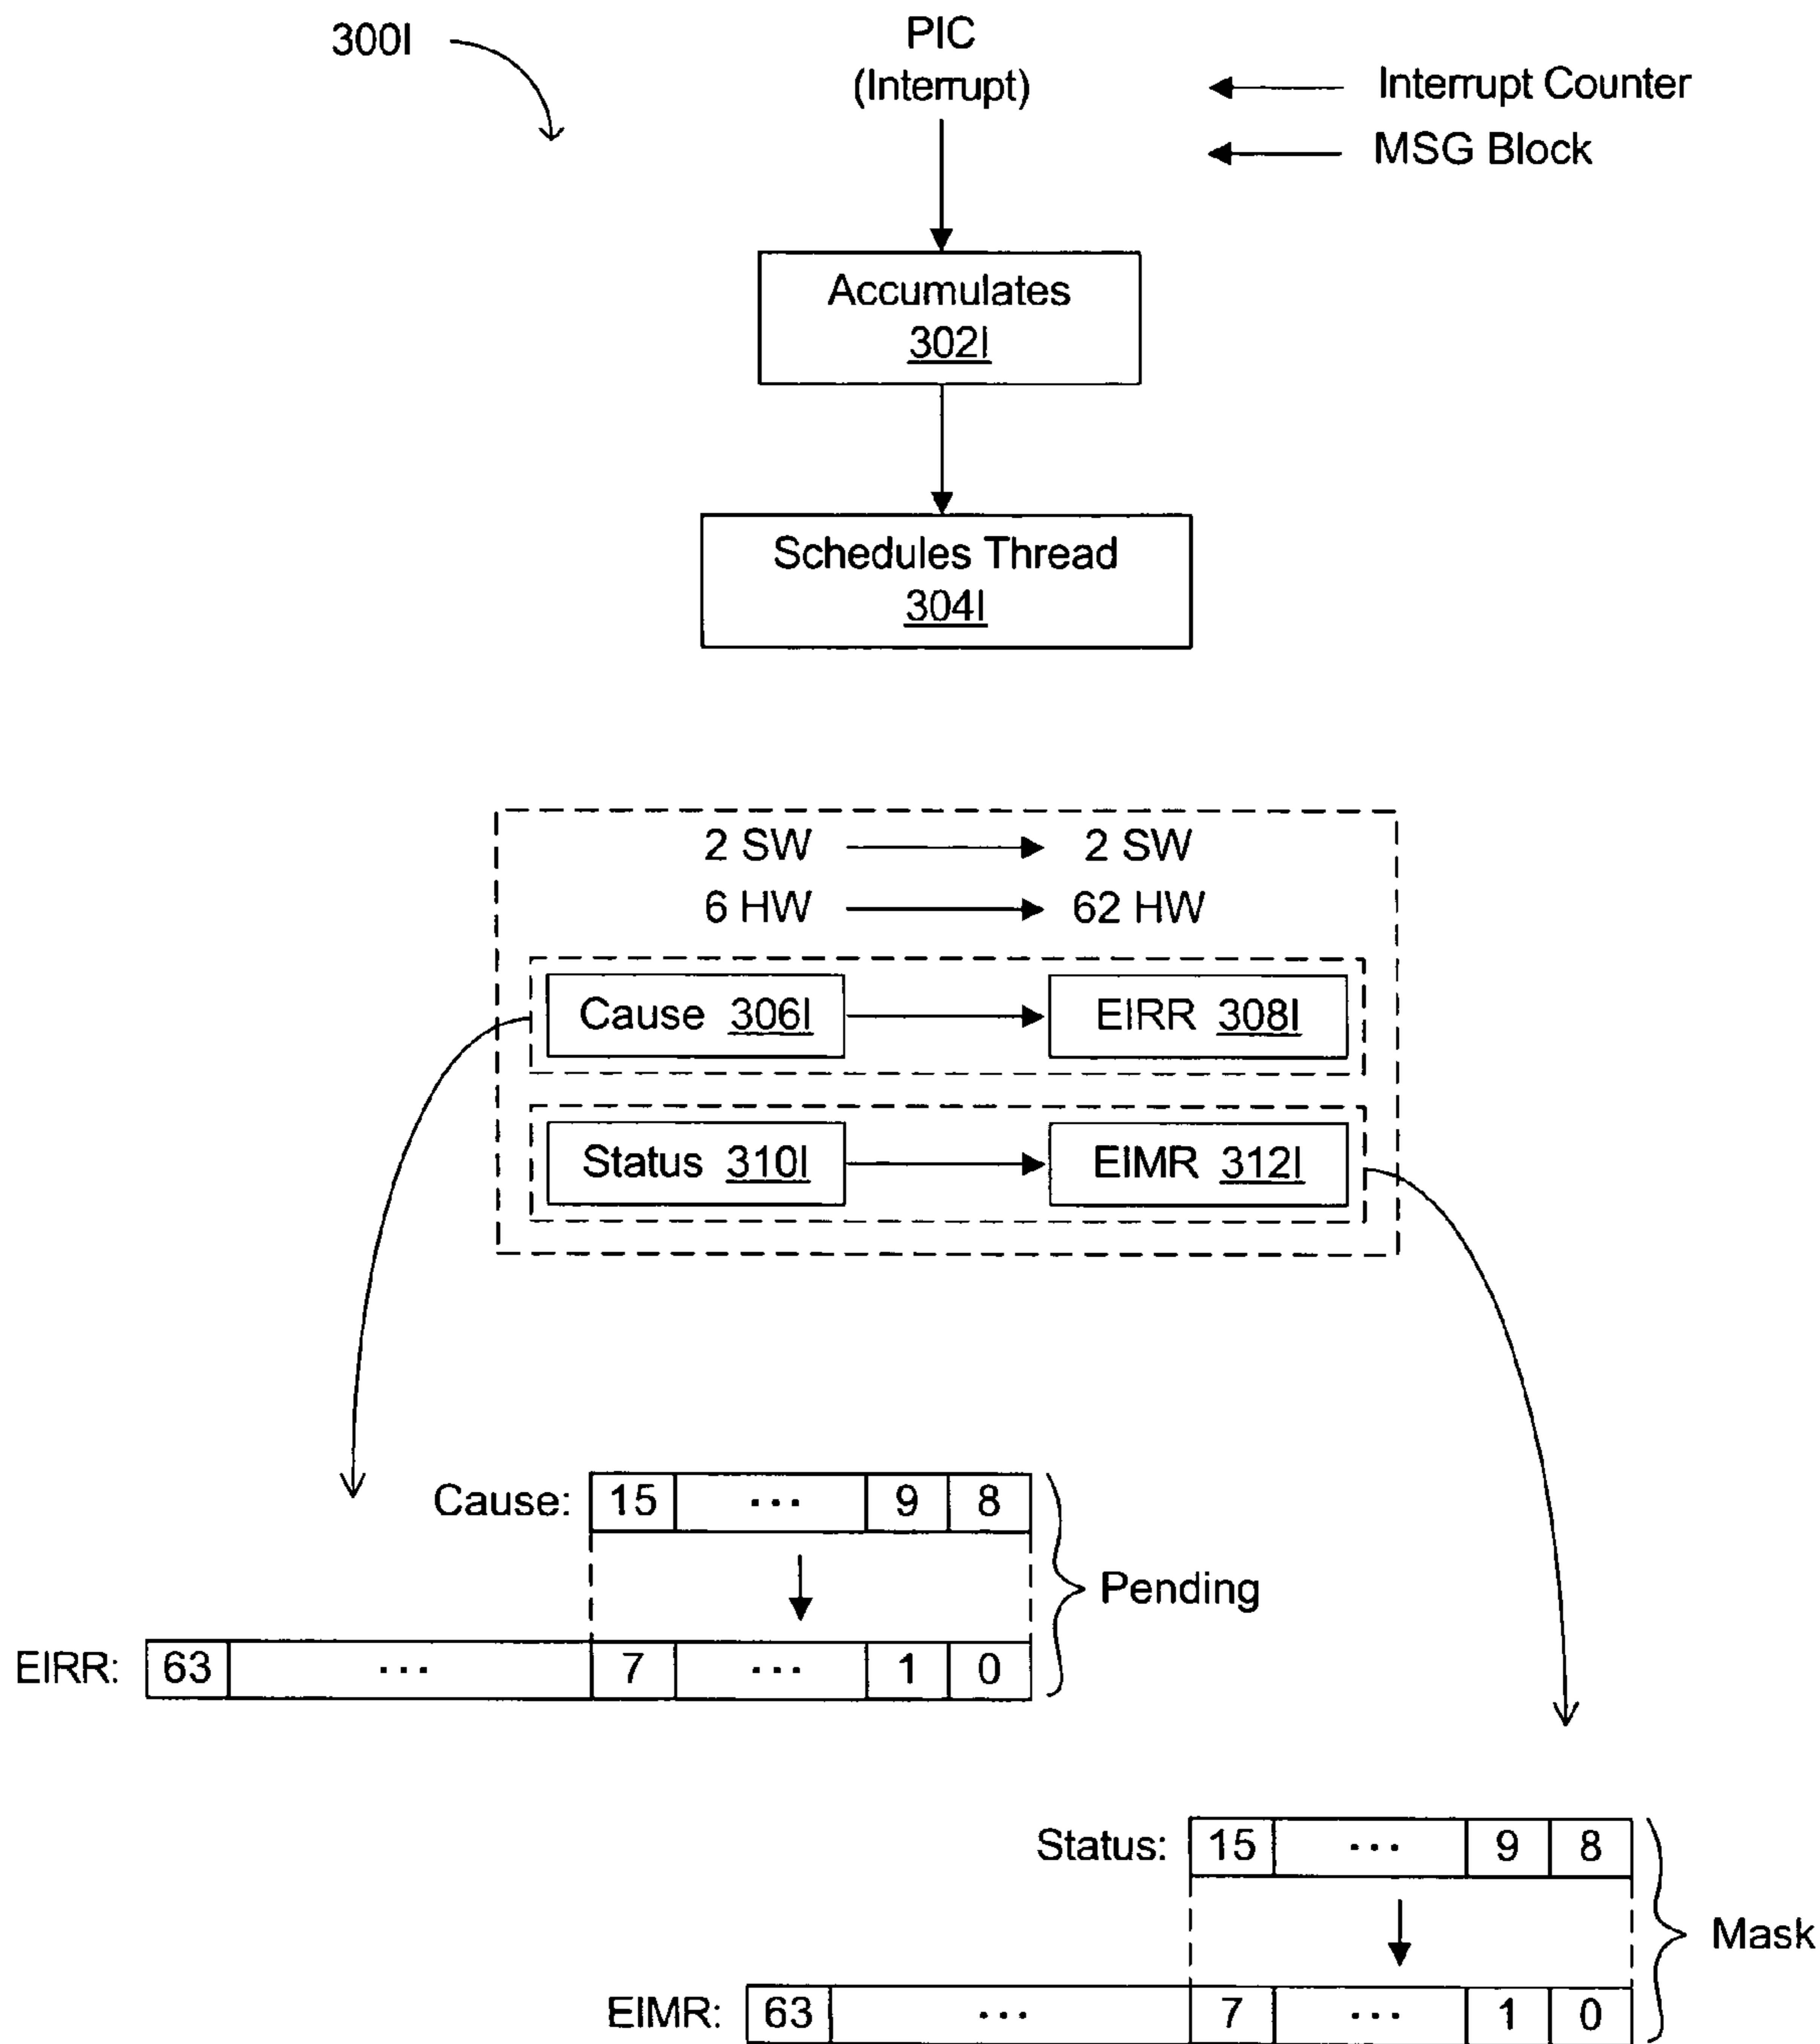 300I
PIC
(Interrupt)
Interrupt Counter
MSG Block
Accumulates
302I
Schedules Thread
304I
2 SW 2 SW
6 HW 62 HW
Cause 306I EIRR 308I
Status 310I EIMR 312I
Cause: 15 ... 9 8
Pending
EIRR: 63 ... 7 ... 1 0
Status: 15 ... 9 8
Mask
EIMR: 63 ... 7 ... 1 0